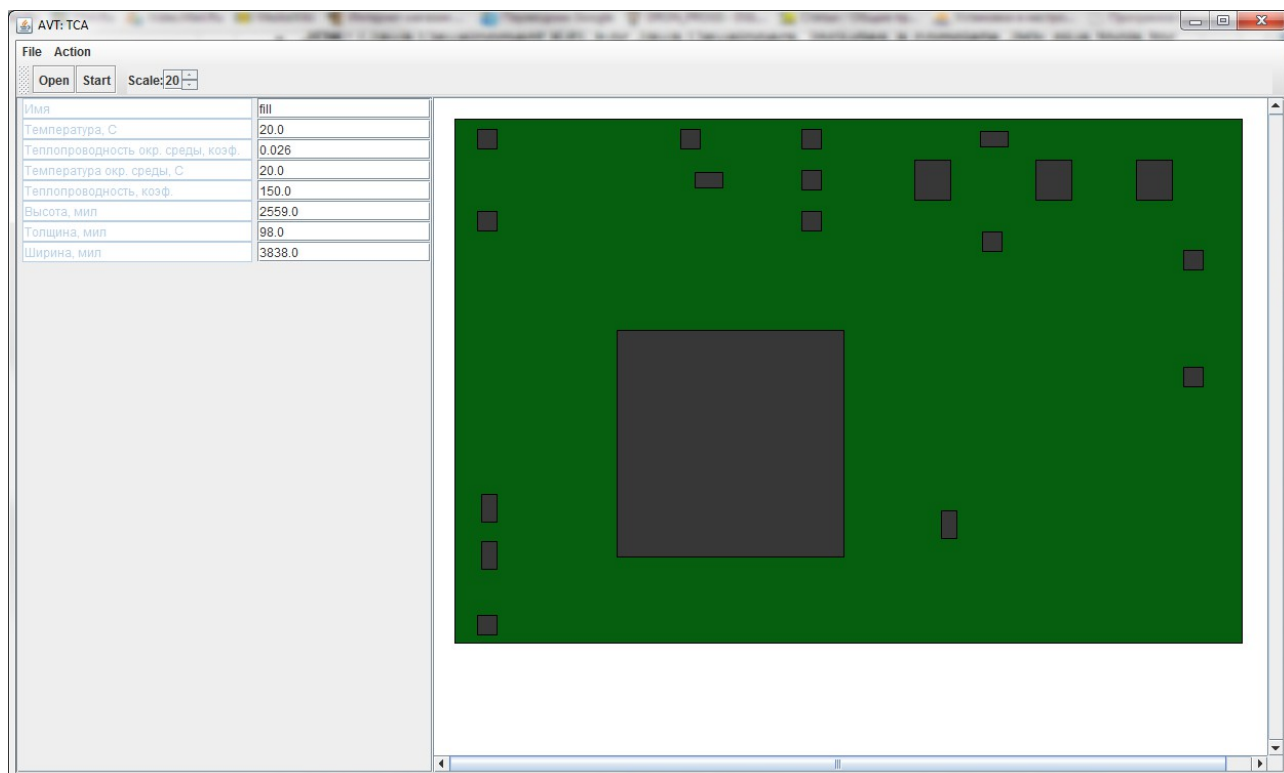 AVT: TCA
File Action
Open Start Scale: 20
Имя fill
Температура, С 20.0
Теплопроводность окр. среды, коэф. 0.026
Температура окр. среды, С 20.0
Теплопроводность, коэф. 150.0
Высота, мил 2559.0
Толщина, мил 98.0
Ширина, мил 3838.0